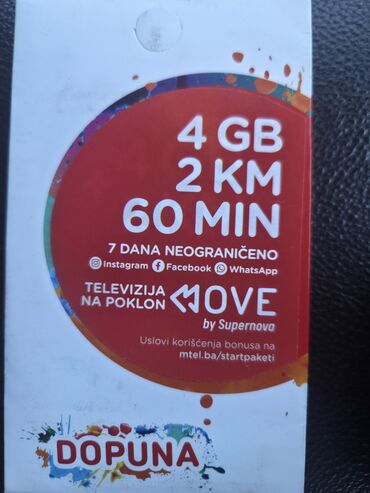 4 GB
2 KM
60 MIN
7 DANA NEOGRANIČENO
Instagram Facebook WhatsApp
TELEVIZIJA
NA POKLON MOVE
by Supernova
Uslovi korišćenja bonusa na
mtel.ba/startpaketi
DOPUNA